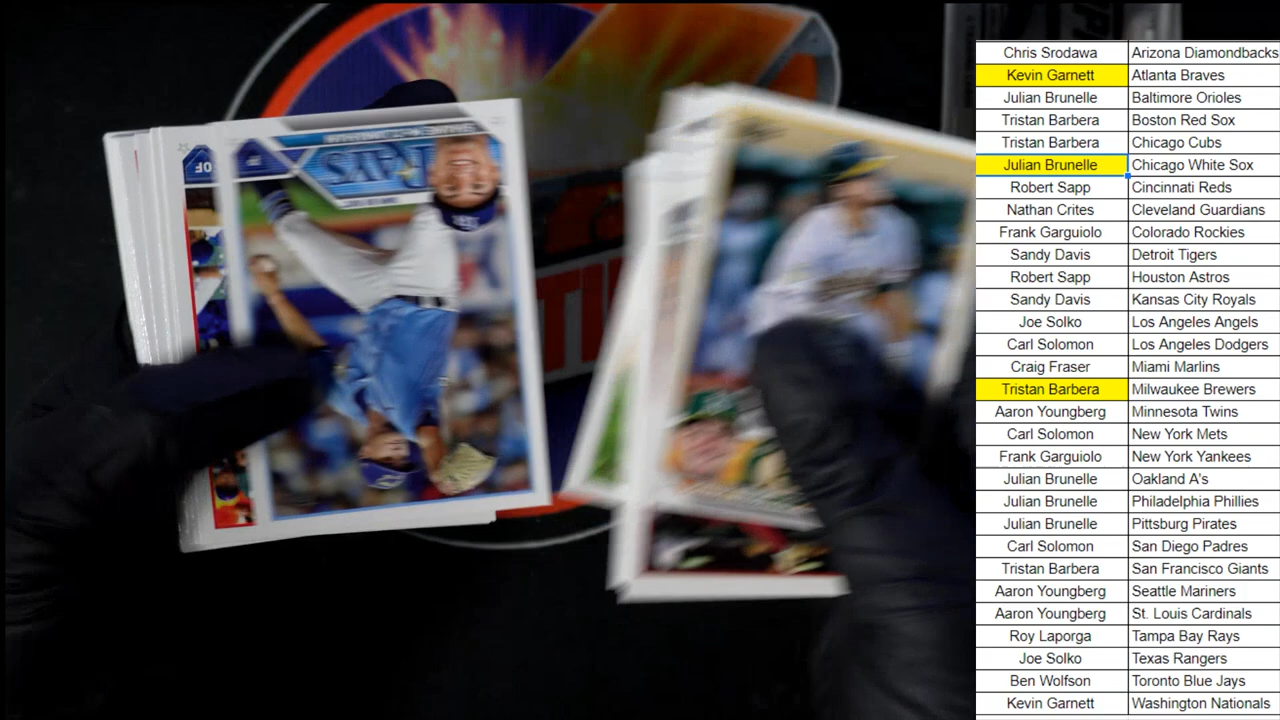 RAYS
OF
TI
Chris Srodawa Arizona Diamondbacks
Kevin Garnett Atlanta Braves
Julian Brunelle Baltimore Orioles
Tristan Barbera Boston Red Sox
Tristan Barbera Chicago Cubs
Julian Brunelle Chicago White Sox
Robert Sapp Cincinnati Reds
Nathan Crites Cleveland Guardians
Frank Garguiolo Colorado Rockies
Sandy Davis Detroit Tigers
Robert Sapp Houston Astros
Sandy Davis Kansas City Royals
Joe Solko Los Angeles Angels
Carl Solomon Los Angeles Dodgers
Craig Fraser Miami Marlins
Tristan Barbera Milwaukee Brewers
Aaron Youngberg Minnesota Twins
Carl Solomon New York Mets
Frank Garguiolo New York Yankees
Julian Brunelle Oakland A's
Julian Brunelle Philadelphia Phillies
Julian Brunelle Pittsburg Pirates
Carl Solomon San Diego Padres
Tristan Barbera San Francisco Giants
Aaron Youngberg Seattle Mariners
Aaron Youngberg St. Louis Cardinals
Roy Laporga Tampa Bay Rays
Joe Solko Texas Rangers
Ben Wolfson Toronto Blue Jays
Kevin Garnett Washington Nationals